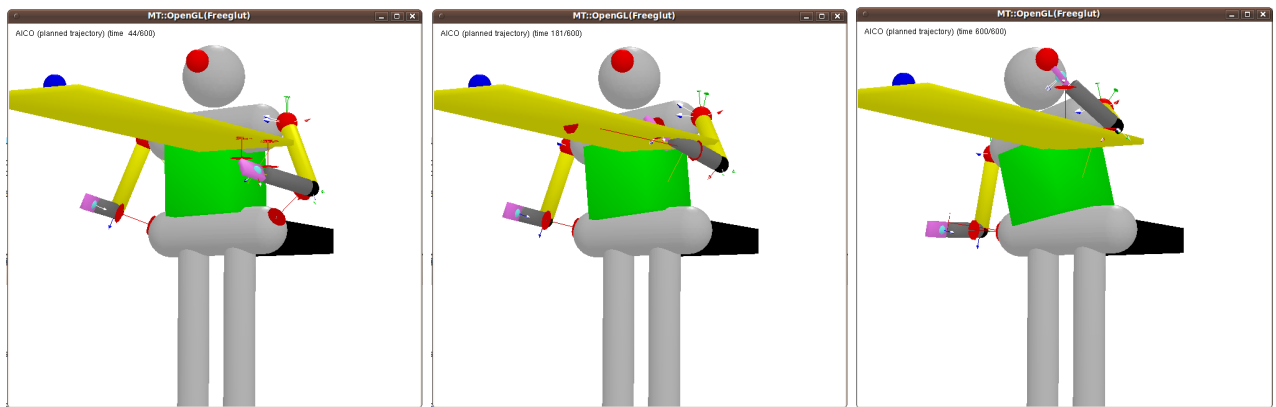 MT::OpenGL(Freeglut)
AICO (planned trajectory) (time  44/600)
MT::OpenGL(Freeglut)
AICO (planned trajectory) (time 181/600)
MT::OpenGL(Freeglut)
AICO (planned trajectory) (time 600/600)